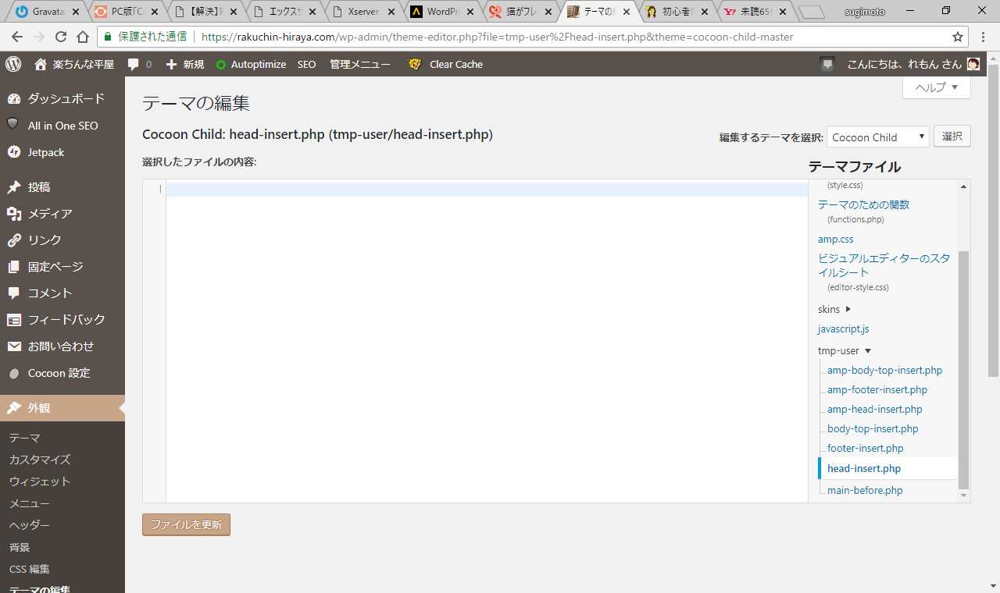 Gravata
PC版「C
【解決】
エックスサ
Xserver
WordPr
猫がフレ
テーマの編
初心者向
未読65
sugimoto
保護された通信
https://rakuchin-hiraya.com/wp-admin/theme-editor.php?file=tmp-user%2Fhead-insert.php&theme=cocoon-child-master
楽ちんな平屋
0
新規
Autoptimize
SEO
管理メニュー
Clear Cache
こんにちは、れもん さん
ダッシュボード
All in One SEO
Jetpack
投稿
メディア
リンク
固定ページ
コメント
フィードバック
お問い合わせ
Cocoon 設定
外観
テーマ
カスタマイズ
ウィジェット
メニュー
ヘッダー
背景
CSS 編集
テーマの編集
ヘルプ ▼
テーマの編集
Cocoon Child: head-insert.php (tmp-user/head-insert.php)
編集するテーマを選択:
Cocoon Child
選択
選択したファイルの内容:
1
テーマファイル
(style.css)
テーマのための関数
(functions.php)
amp.css
ビジュアルエディターのスタ
イルシート
(editor-style.css)
skins
javascript.js
tmp-user
amp-body-top-insert.php
amp-footer-insert.php
amp-head-insert.php
body-top-insert.php
footer-insert.php
head-insert.php
main-before.php
ファイルを更新